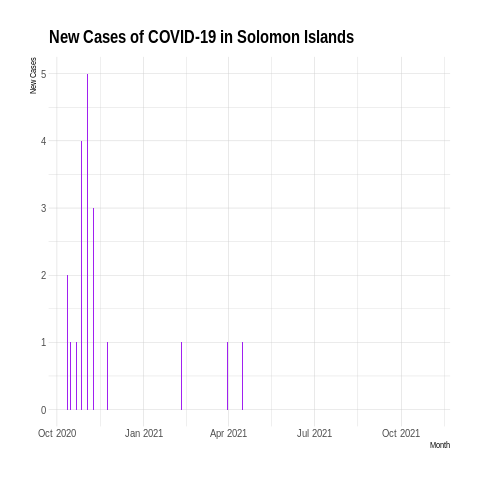 New Cases of COVID-19 in Solomon Islands
New Cases
5
4
3
2
1
0
Oct 2020 Jan 2021 Apr 2021 Jul 2021 Oct 2021
Month